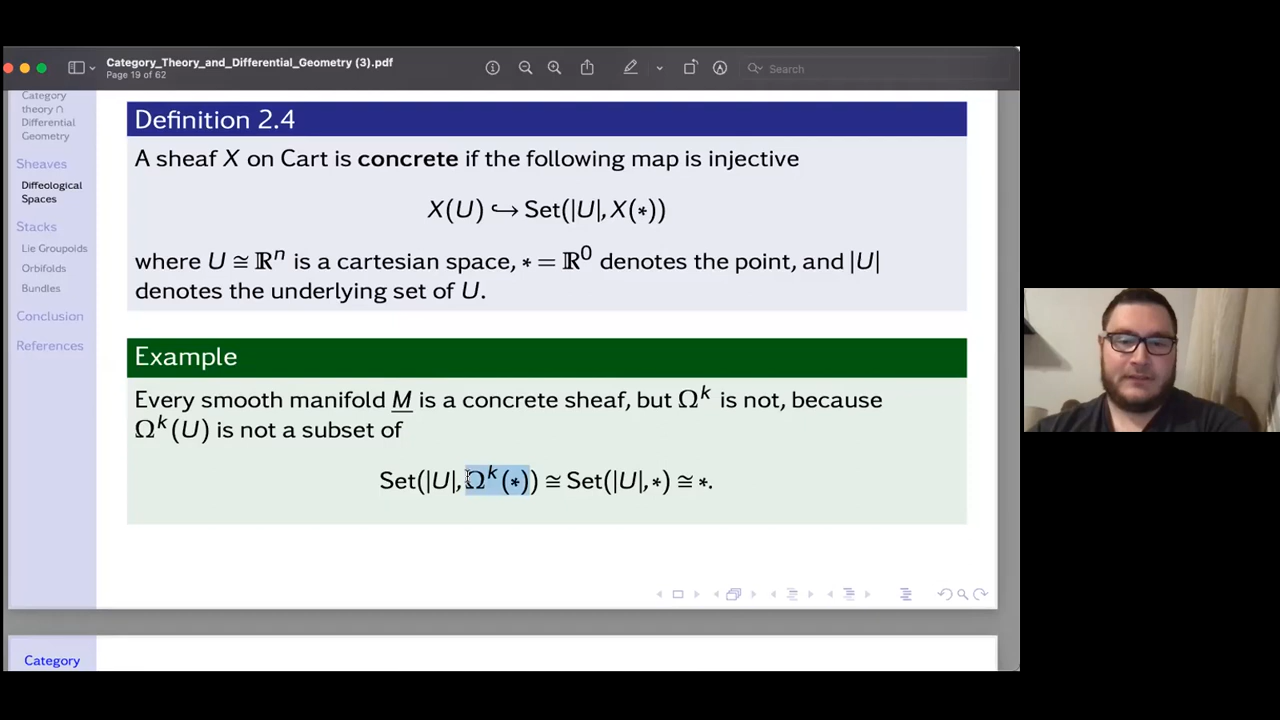 Category_Theory_and_Differential_Geometry (3).pdf
Page 19 of 62
Search
Category
theory ∩
Differential
Geometry
Sheaves
Diffeological
Spaces
Stacks
Lie Groupoids
Orbifolds
Bundles
Conclusion
References
Definition 2.4
A sheaf X on Cart is concrete if the following map is injective
X(U) ↪ Set(|U|, X(*))
where U ≅ ℝⁿ is a cartesian space, * = ℝ⁰ denotes the point, and |U|
denotes the underlying set of U.
Example
Every smooth manifold M is a concrete sheaf, but Ωᵏ is not, because
Ωᵏ(U) is not a subset of
Set(|U|, Ωᵏ(*)) ≅ Set(|U|, *) ≅ *.
Category